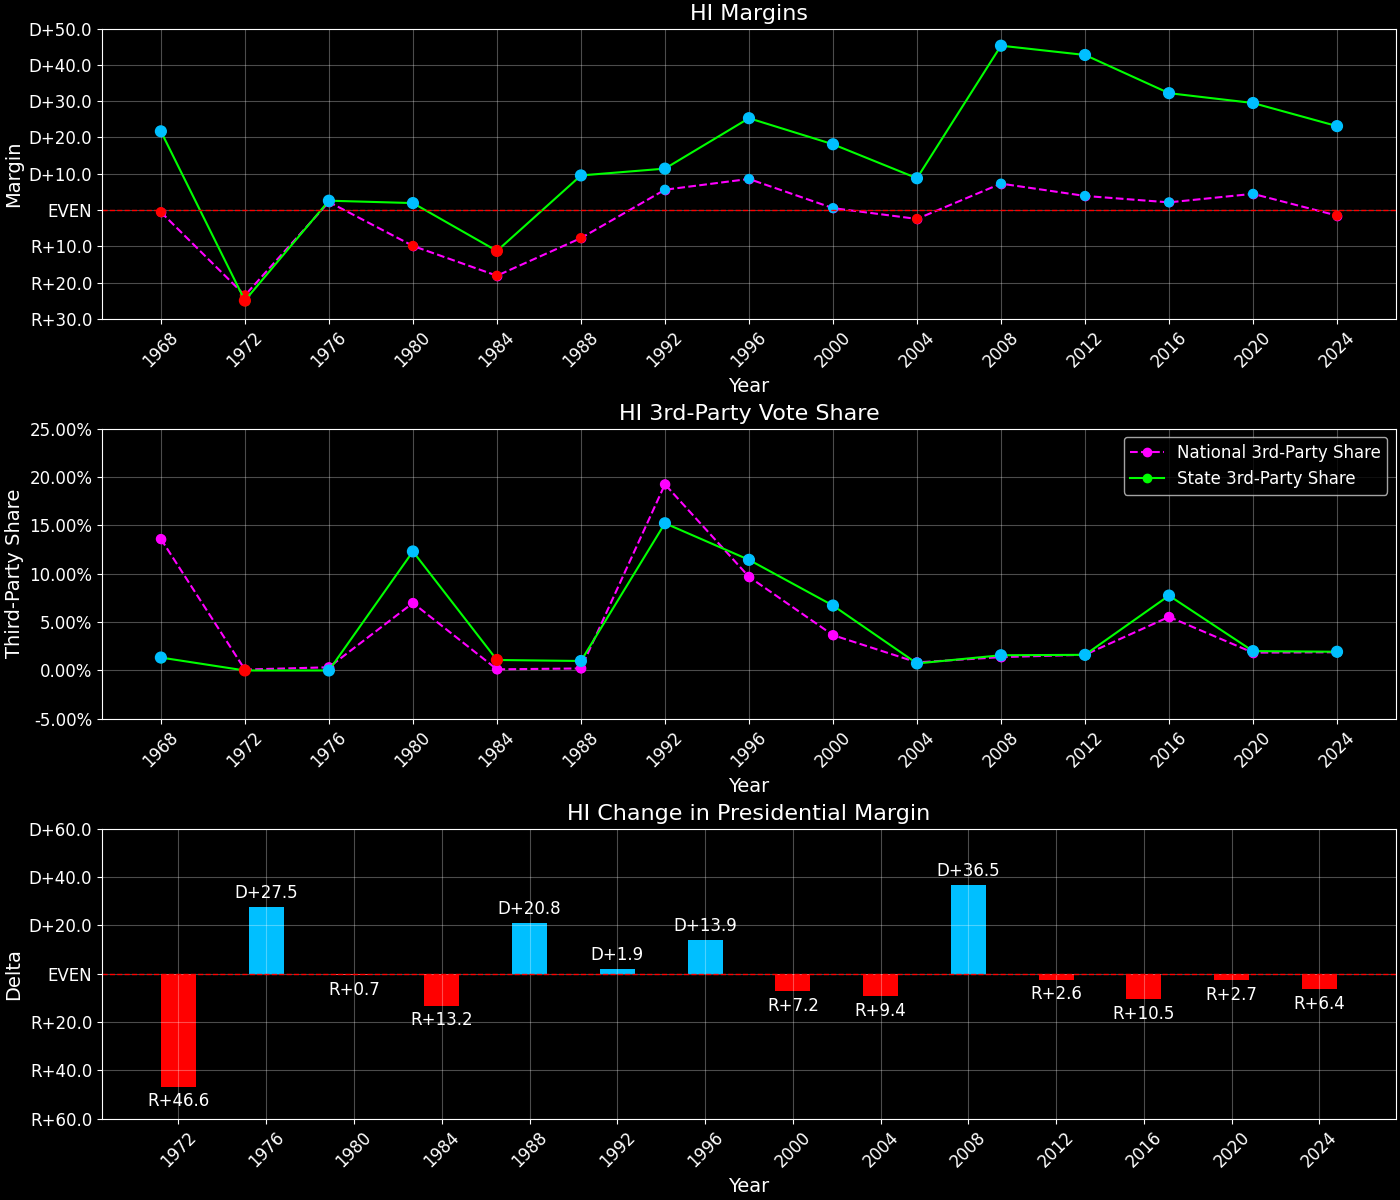 HI Margins
D+50.0
D+40.0
D+30.0
D+20.0
D+10.0
EVEN
R+10.0
R+20.0
R+30.0
Margin
1968
1972
1976
1980
1984
1988
1992
1996
2000
2004
2008
2012
2016
2020
2024
Year
HI 3rd-Party Vote Share
25.00%
20.00%
15.00%
10.00%
5.00%
0.00%
-5.00%
Third-Party Share
National 3rd-Party Share
State 3rd-Party Share
1968
1972
1976
1980
1984
1988
1992
1996
2000
2004
2008
2012
2016
2020
2024
Year
HI Change in Presidential Margin
D+60.0
D+40.0
D+20.0
EVEN
R+20.0
R+40.0
R+60.0
Delta
R+46.6
D+27.5
R+0.7
R+13.2
D+20.8
D+1.9
D+13.9
R+7.2
R+9.4
D+36.5
R+2.6
R+10.5
R+2.7
R+6.4
1972
1976
1980
1984
1988
1992
1996
2000
2004
2008
2012
2016
2020
2024
Year